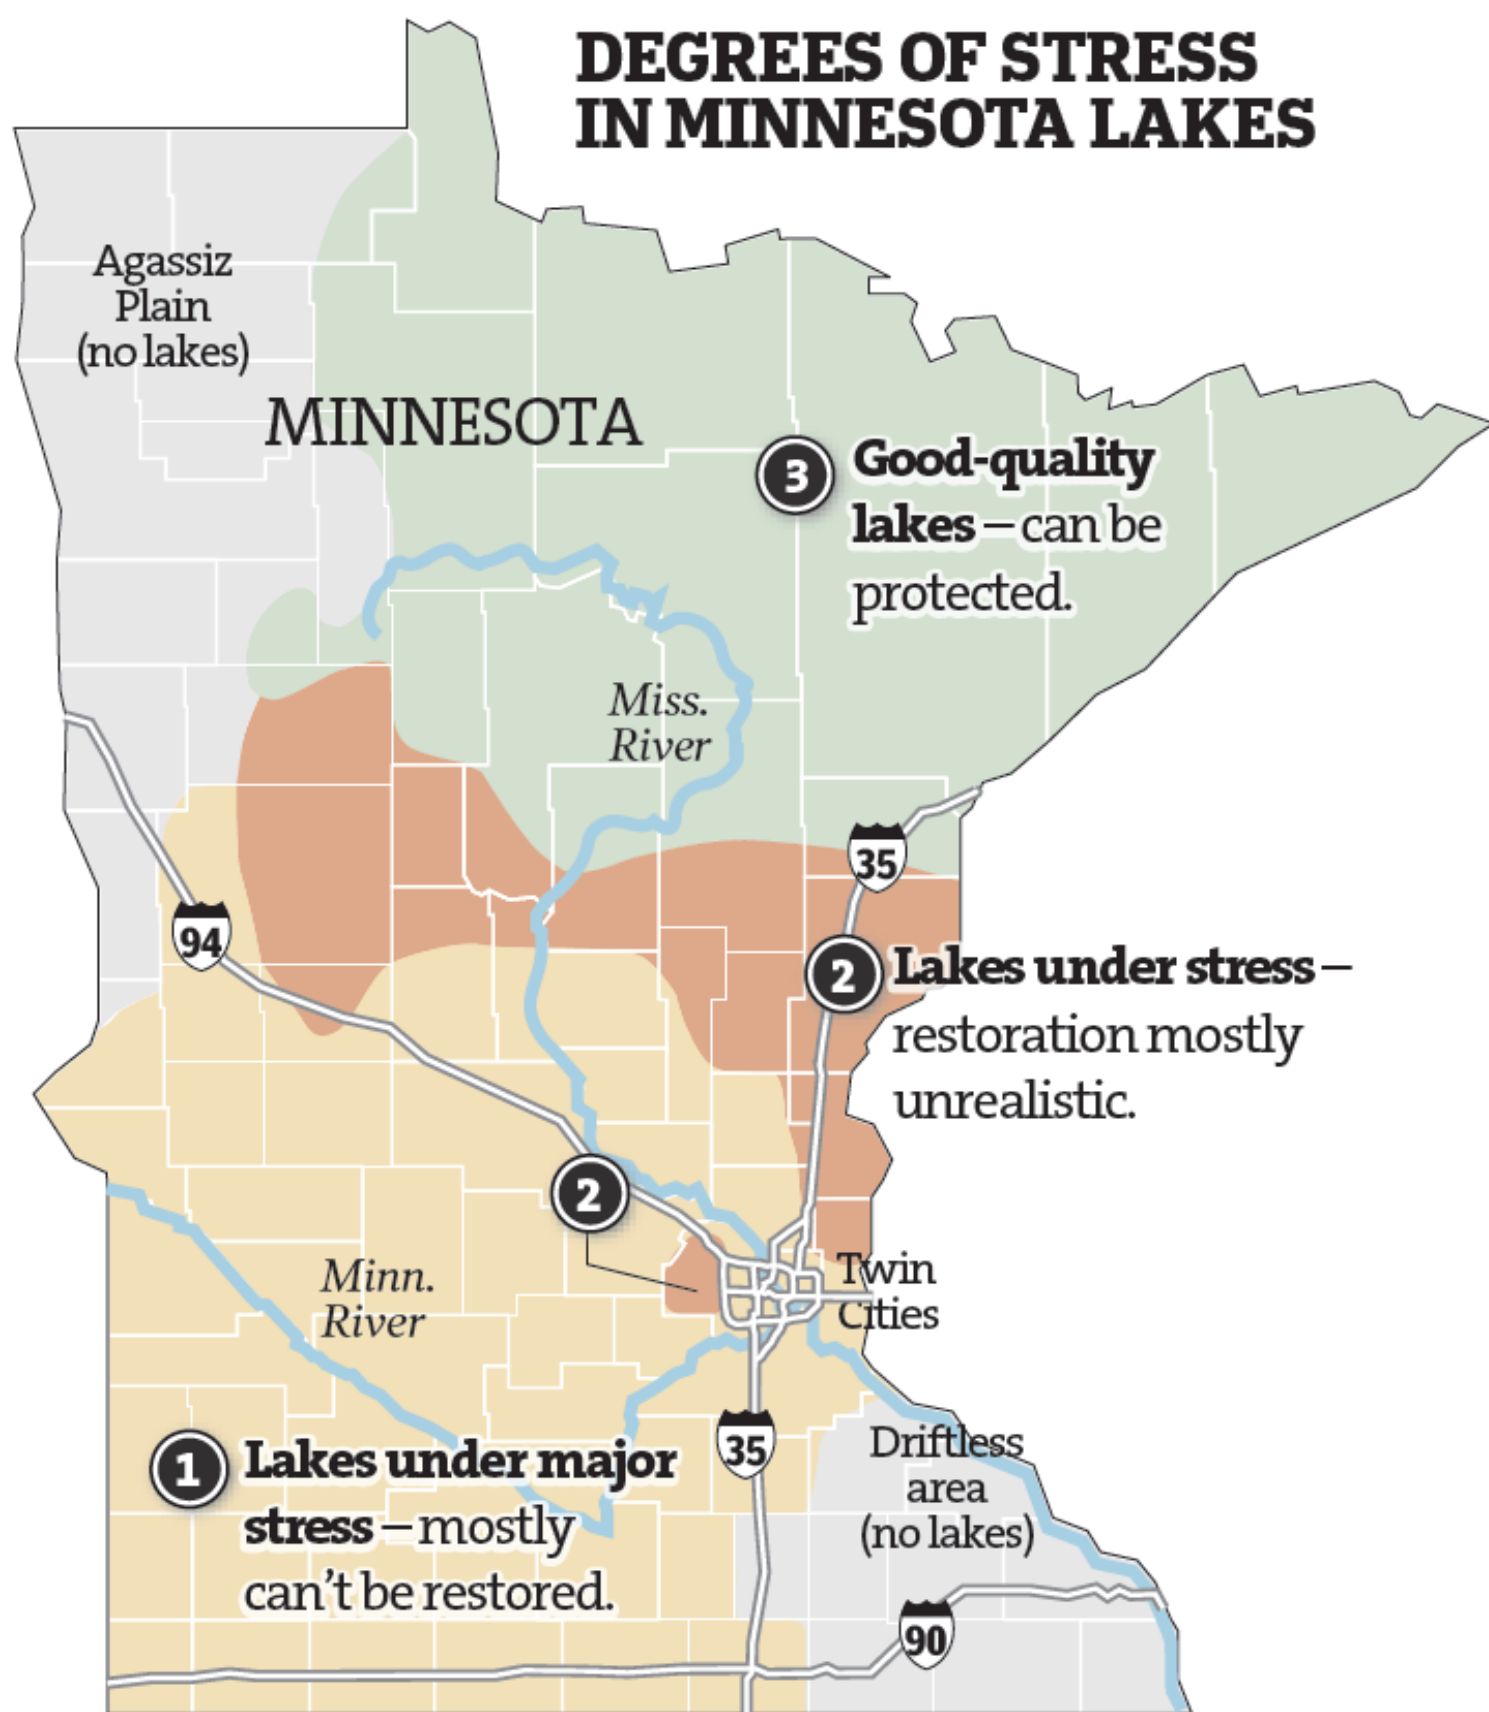 DEGREES OF STRESS
IN MINNESOTA LAKES
Agassiz
Plain
(no lakes)
MINNESOTA
3
Good-quality
lakes – can be
protected.
Miss.
River
35
94
2
Lakes under stress –
restoration mostly
unrealistic.
2
Minn.
River
Twin
Cities
1
Lakes under major
stress – mostly
can't be restored.
35
Driftless
area
(no lakes)
90